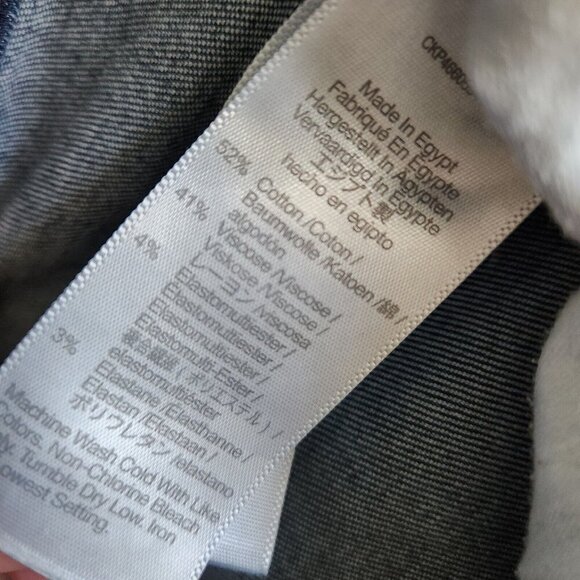 CKP486
Made In Egypt
Fabriqué En Egypte
Hergestellt In Ägypten
Vervaardigd In Egypte
エジプト製
hecho en egipto
52% Cotton /Coton /
Baumwolle /Katoen /綿 /
algodón
41% Viscose /Viscose /
Viskose /Viscose /
レーヨン /viscosa
4% Elastomultiester /
Elastomultiester /
Elastomulti-Ester /
Elastomultiester /
複合繊維 (ポリエステル) /
elastomultiéster
3% Elastane /Elasthanne /
Elastan /Elastaan /
ポリウレタン /elastano
Machine Wash Cold With Like
Colors. Non-Chlorine Bleach
Tumble Dry Low. Iron
Lowest Setting.